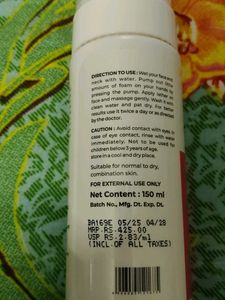 DIRECTION TO USE : Wet your face and
neck with water. Pump out little
amount of foam on your hands by
pressing the pump. Apply lather on
face and massage gently. Wash it with
clean water and pat dry. For better
results use it twice a day or as directed
by the doctor.
CAUTION : Avoid contact with eyes. In
case of eye contact, rinse with water
immediately. Not to be used for
children below 3 years of age.
store in a cool and dry place.
Suitable for normal to dry,
combination skin.
FOR EXTERNAL USE ONLY
Net Content : 150 ml
Batch No., Mfg. Dt. Exp. Dt.
BA169E 05/25 04/28
MRP.RS.425.00
USP RS.2.83/ml
(INCL.OF ALL TAXES)